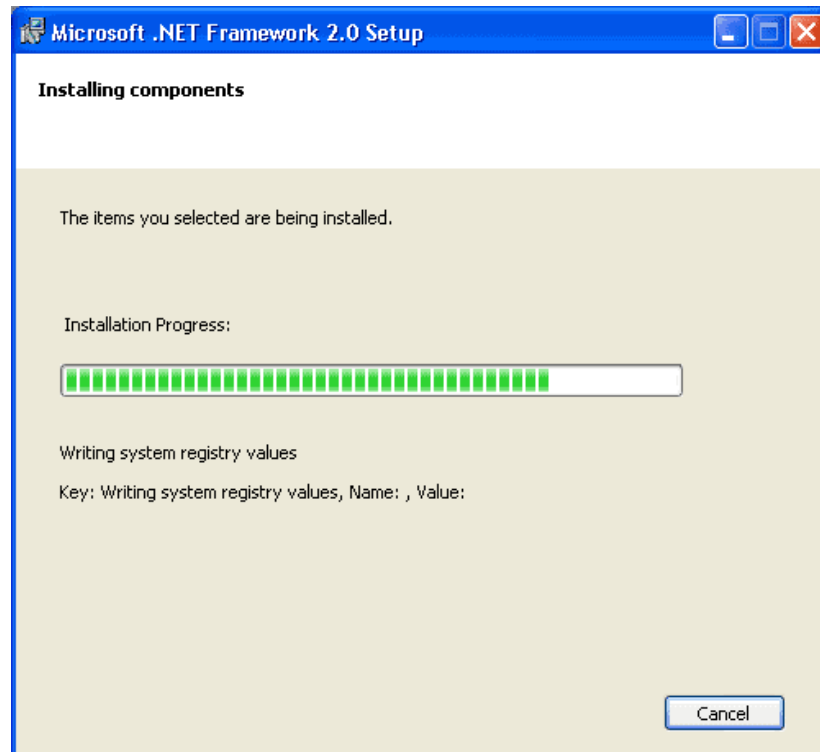 Microsoft .NET Framework 2.0 Setup
Installing components
The items you selected are being installed.
Installation Progress:
Writing system registry values
Key: Writing system registry values, Name: , Value:
Cancel